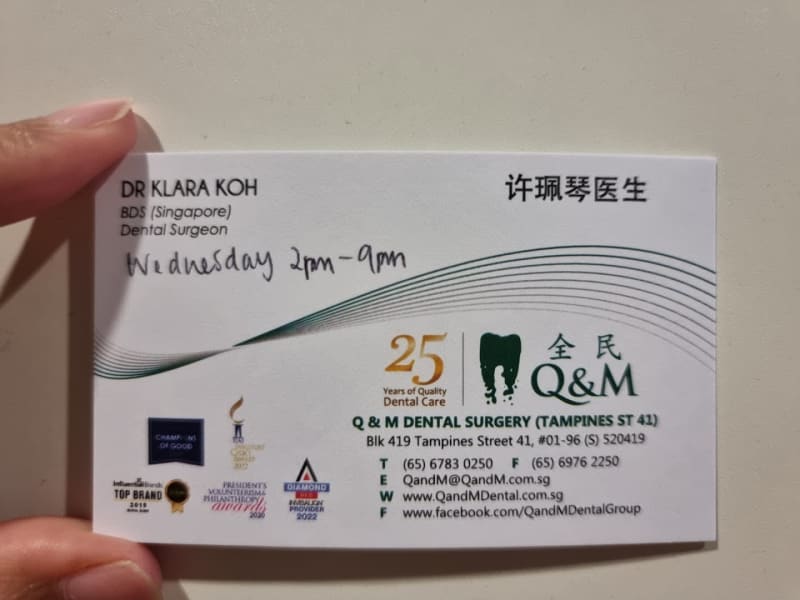 DR KLARA KOH
许珮琴医生
BDS (Singapore)
Dental Surgeon
Wednesday 2pm-9pm
25
Years of Quality
Dental Care
全民
Q&M
Q & M DENTAL SURGERY (TAMPINES ST 41)
Blk 419 Tampines Street 41, #01-96 (S) 520419
T (65) 6783 0250 F (65) 6976 2250
E QandM@QandM.com.sg
W www.QandMDental.com.sg
F www.facebook.com/QandMDentalGroup
CHAMPIONS
OF GOOD
2022
InfluentialBrands
TOP BRAND
2019
PRESIDENT'S
VOLUNTEERISM &
PHILANTHROPY
awards
2020
DIAMOND
INVISALIGN
PROVIDER
2022